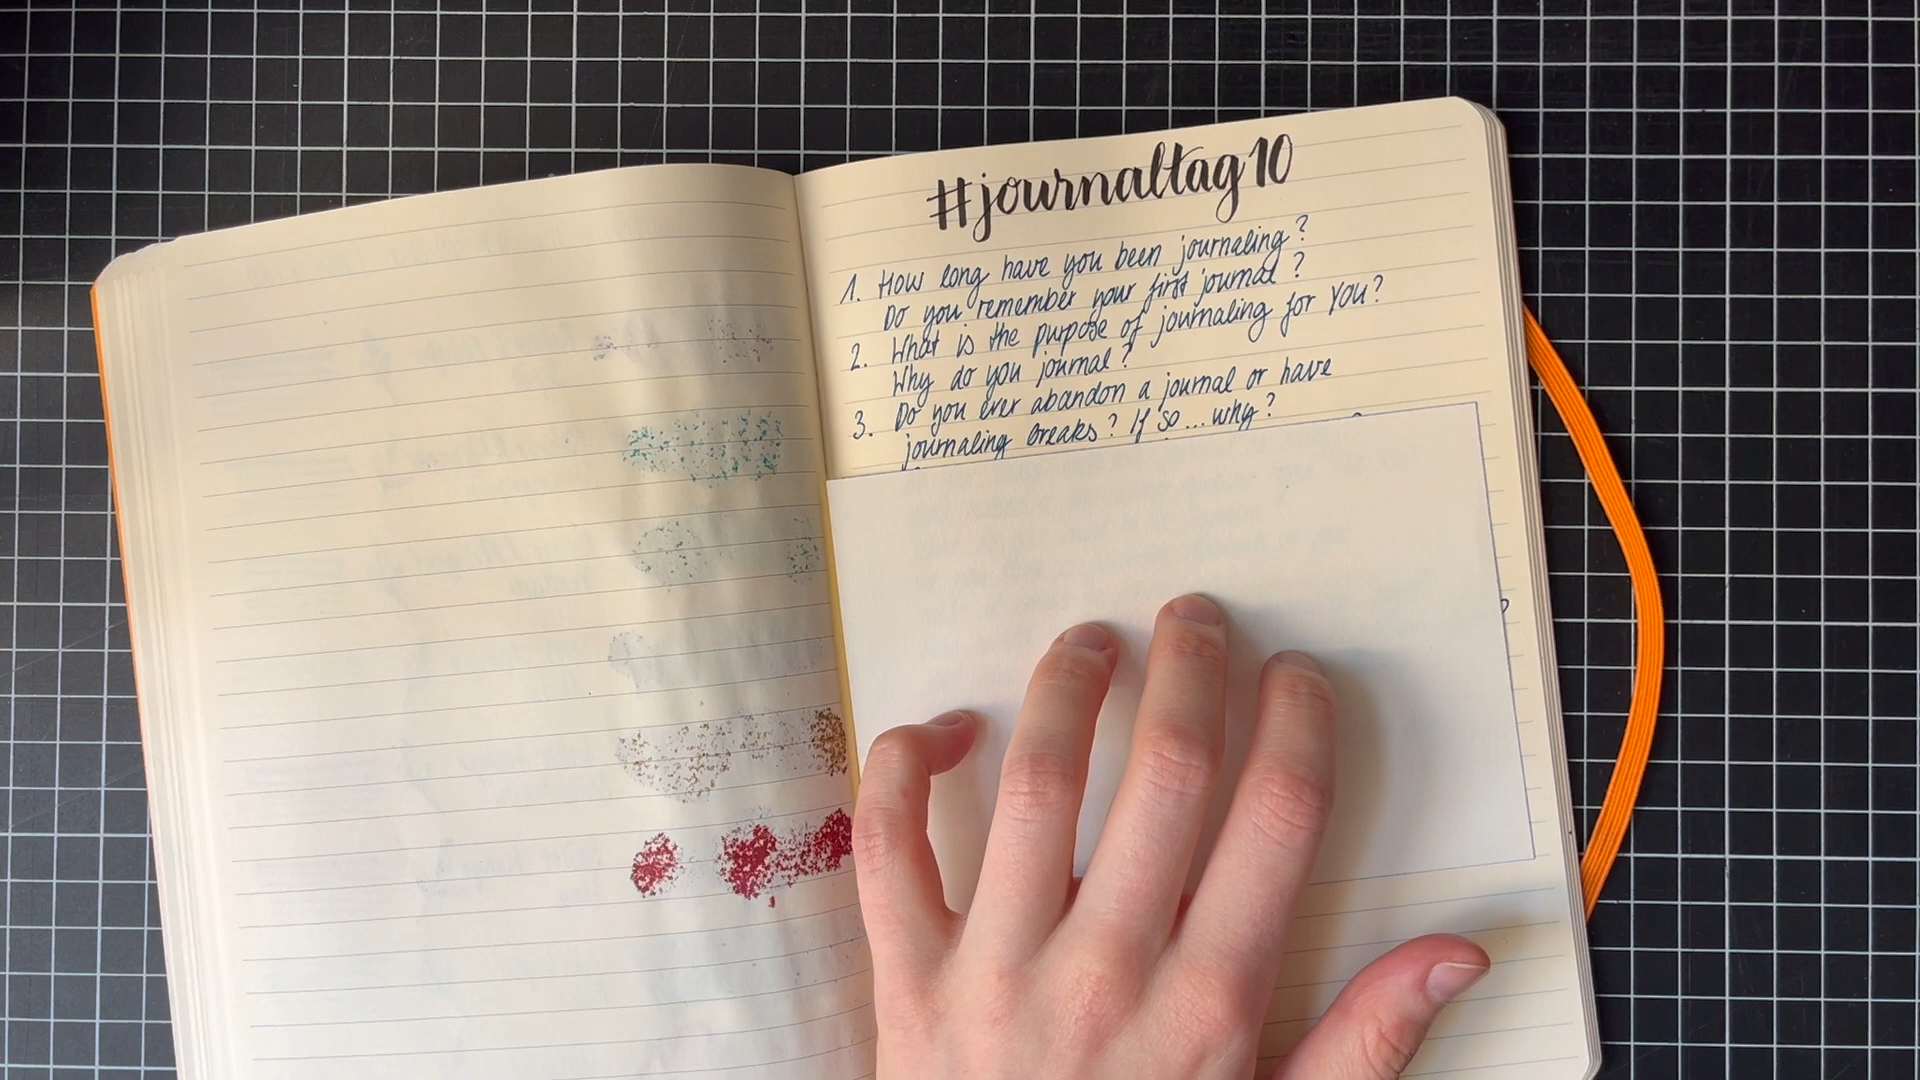 #journaltag10
1. How long have you been journaling?
Do you remember your first journal?
2. What is the purpose of journaling for YOU?
Why do you journal?
3. Do you ever abandon a journal or have
journaling breaks? If so... why?